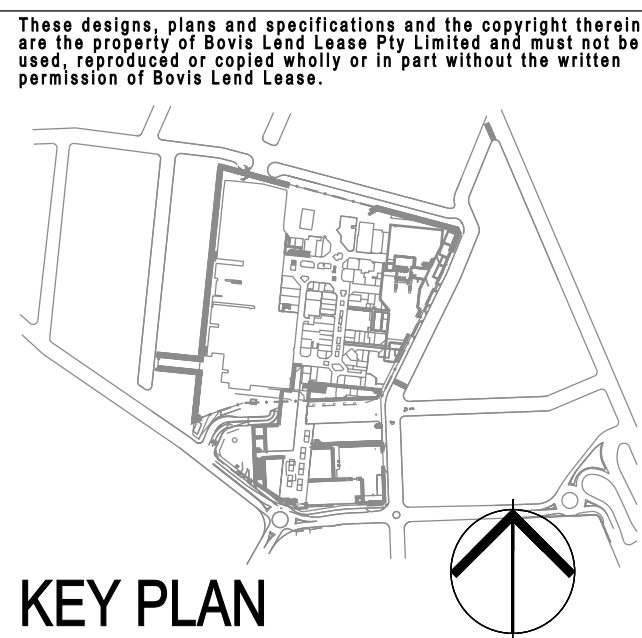 These designs, plans and specifications and the copyright therein
are the property of Bovis Lend Lease Pty Limited and must not be
used, reproduced or copied wholly or in part without the written
permission of Bovis Lend Lease.
KEY PLAN